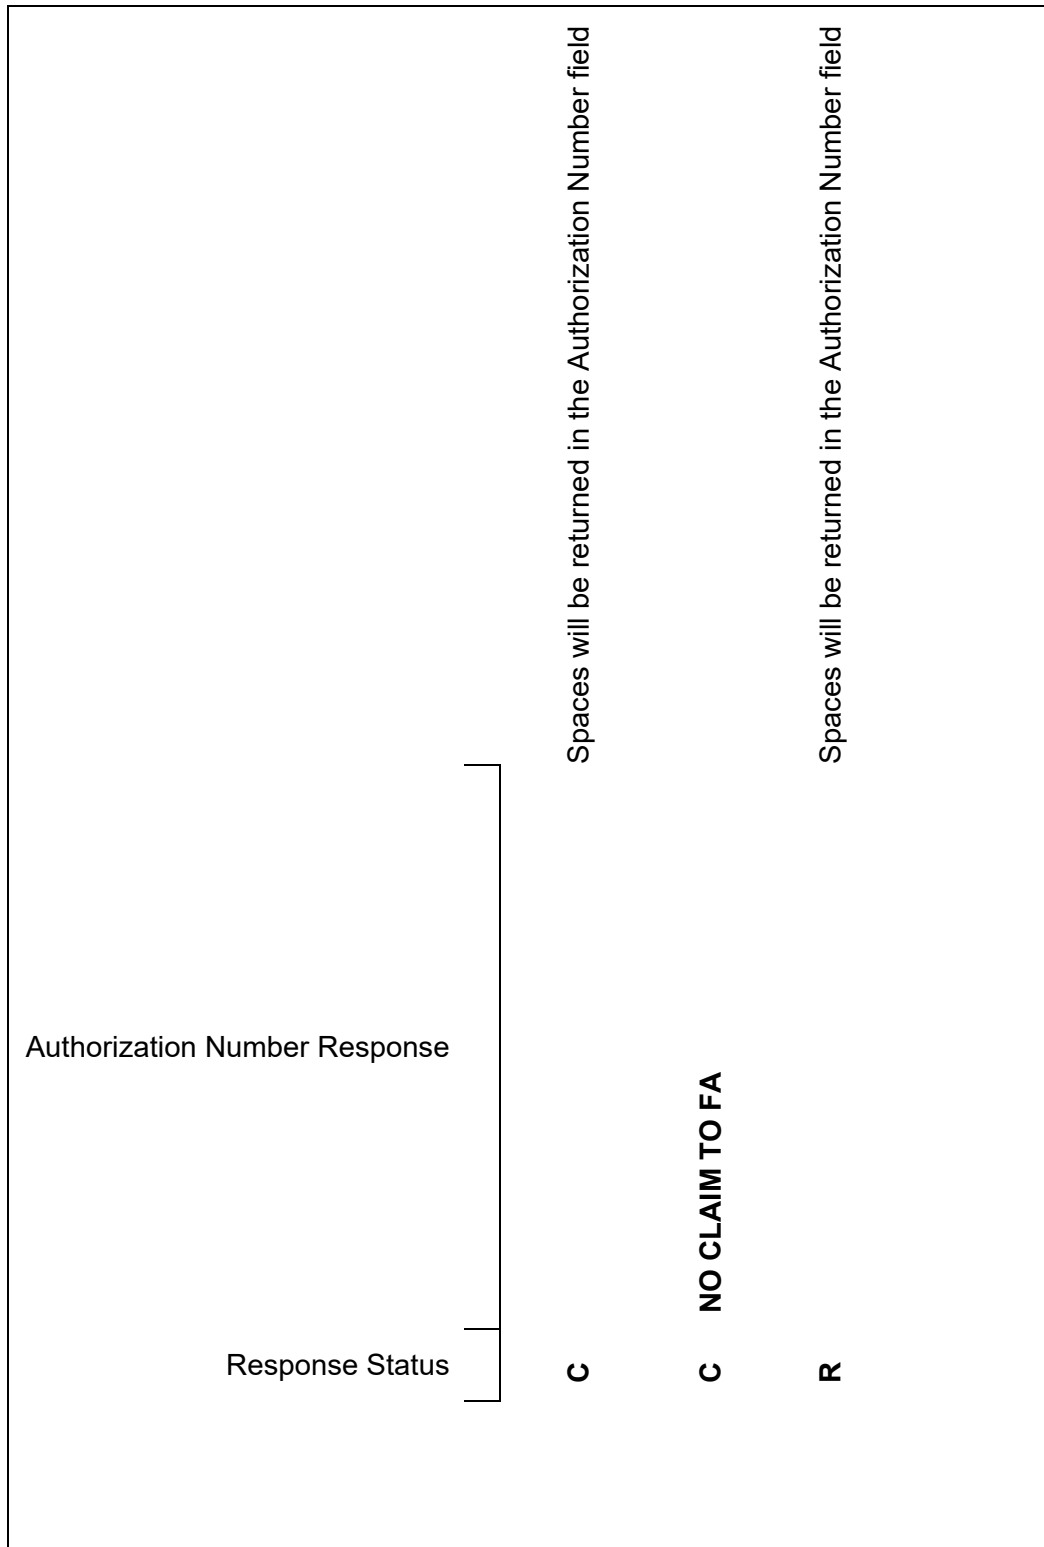 Response Status
Authorization Number Response
C
Spaces will be returned in the Authorization Number field
C
NO CLAIM TO FA
R
Spaces will be returned in the Authorization Number field